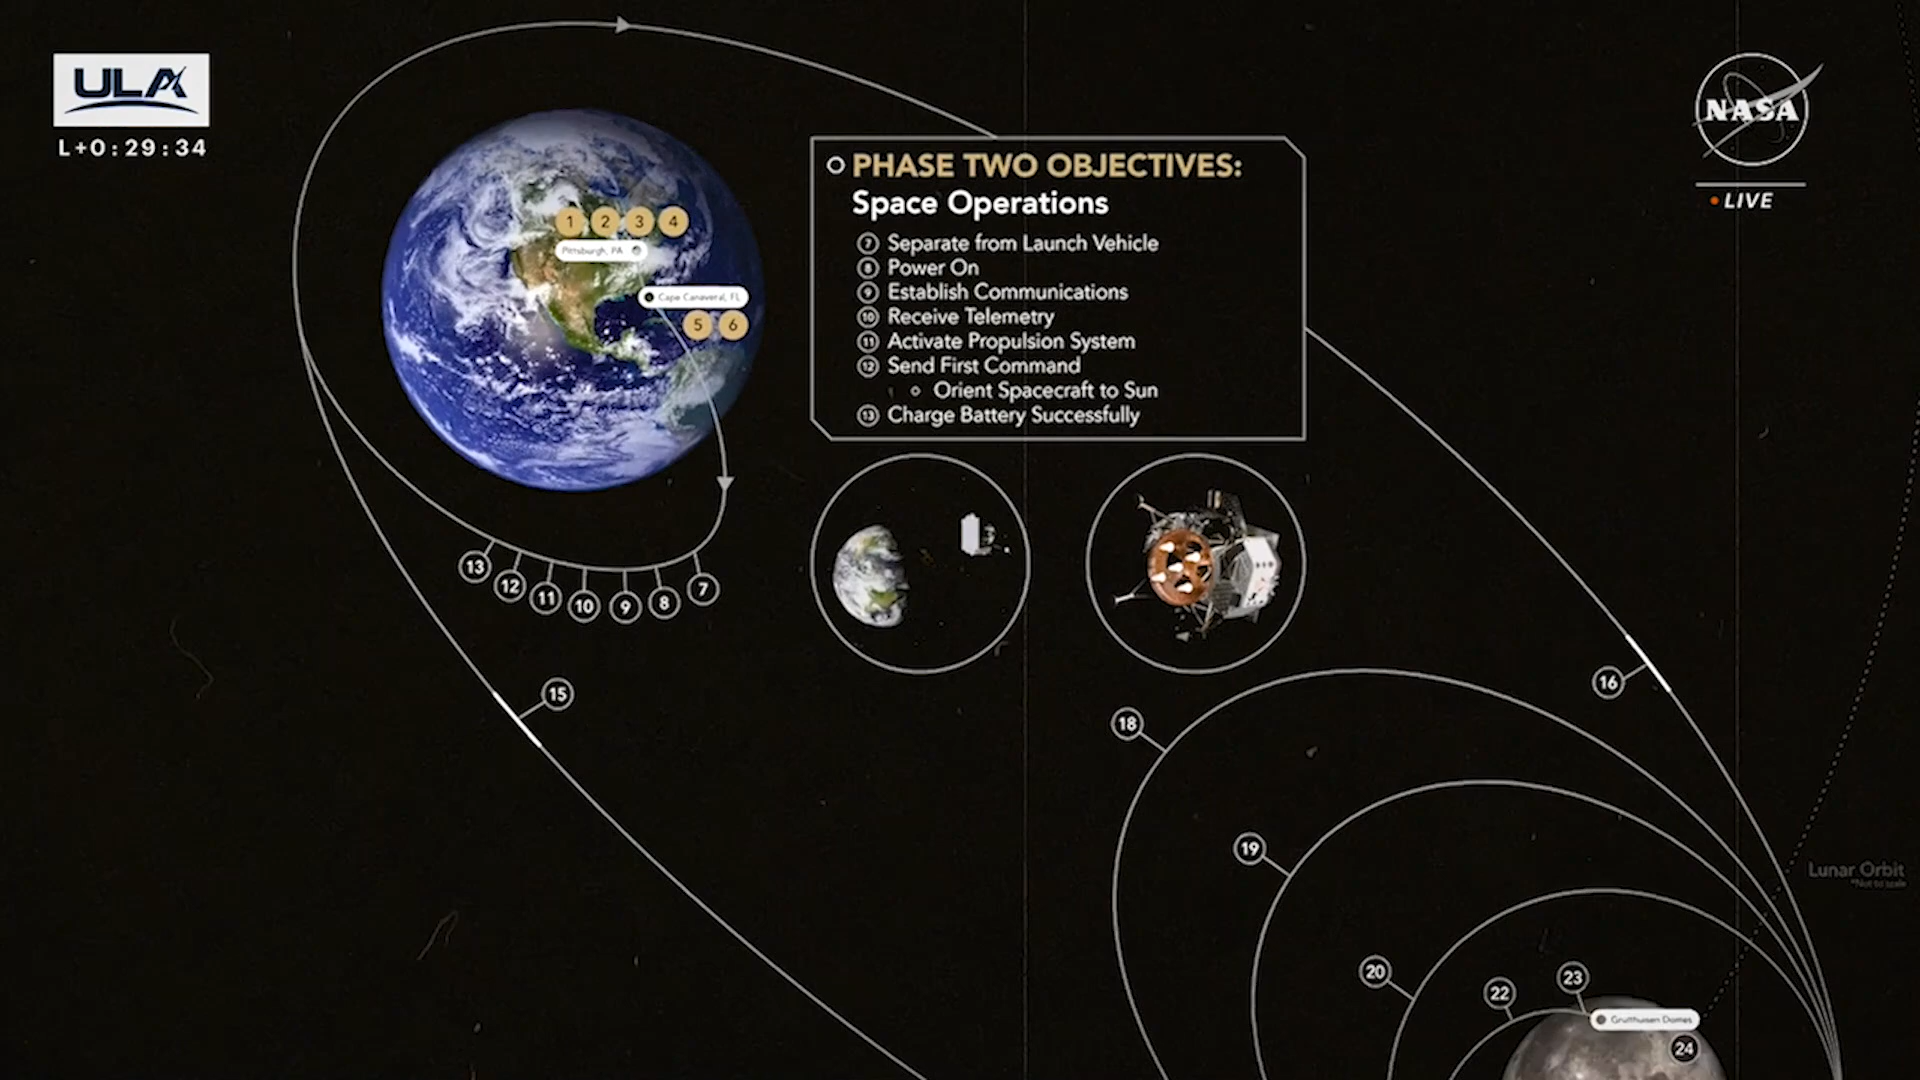 ULA
L+0:29:34
NASA
LIVE
PHASE TWO OBJECTIVES:
Space Operations
7 Separate from Launch Vehicle
8 Power On
9 Establish Communications
10 Receive Telemetry
11 Activate Propulsion System
12 Send First Command
Orient Spacecraft to Sun
13 Charge Battery Successfully
1 2 3 4
Pittsburgh, PA
Cape Canaveral, FL
5 6
13 12 11 10 9 8 7
15
16
18
19
Lunar Orbit
*Not to scale
20
22
23
Gruithuisen Domes
24